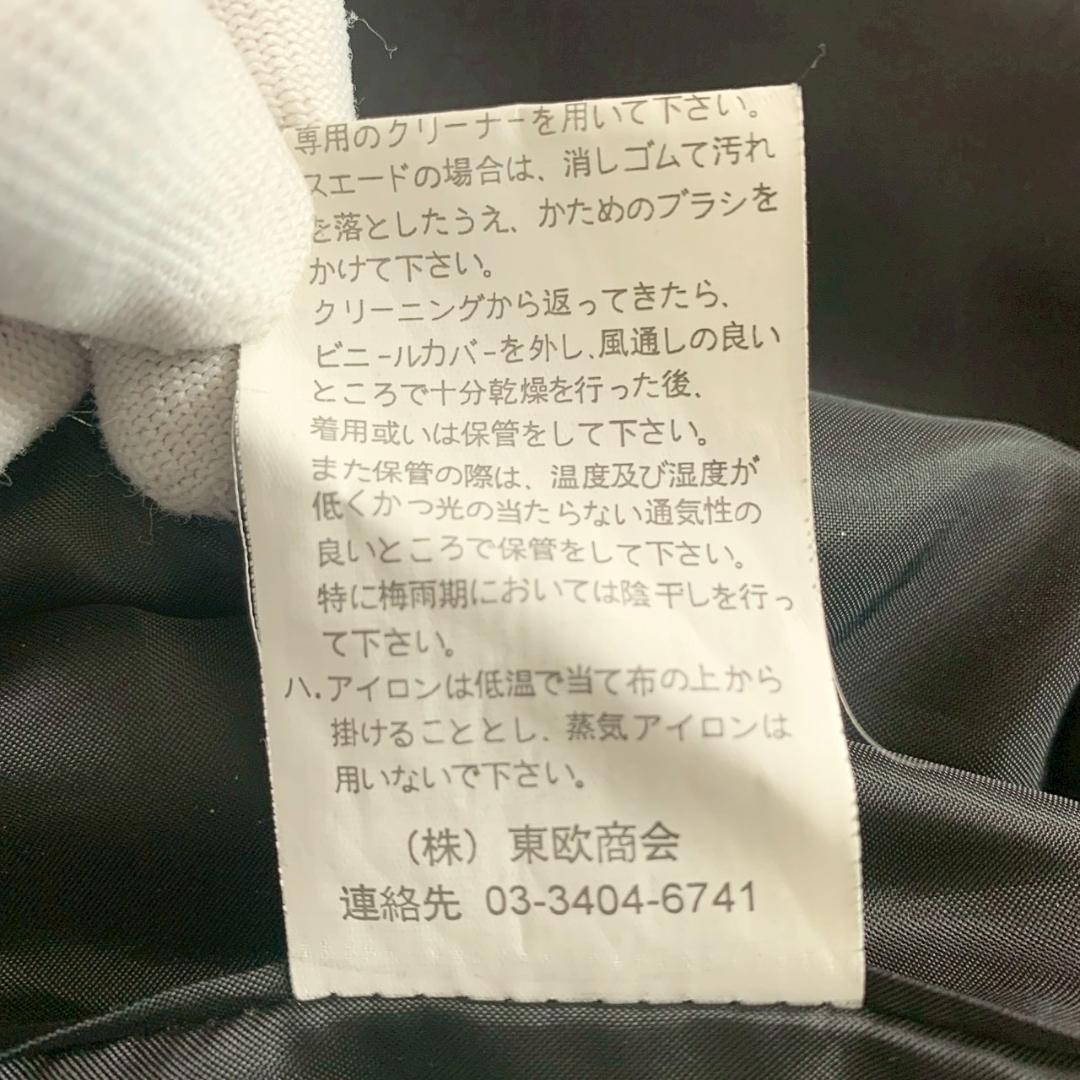 専用のクリーナーを用いて下さい。
スエードの場合は、消しゴムで汚れ
を落としたうえ、かためのブラシを
かけて下さい。
クリーニングから返ってきたら、
ビニールカバーを外し、風通しの良い
ところで十分乾燥を行った後、
着用或いは保管をして下さい。
また保管の際は、温度及び湿度が
低くかつ光の当たらない通気性の
良いところで保管をして下さい。
特に梅雨期においては陰干しを行っ
て下さい。
ハ.アイロンは低温で当て布の上から
掛けることとし、蒸気アイロンは
用いないで下さい。
（株）東欧商会
連絡先 03-3404-6741